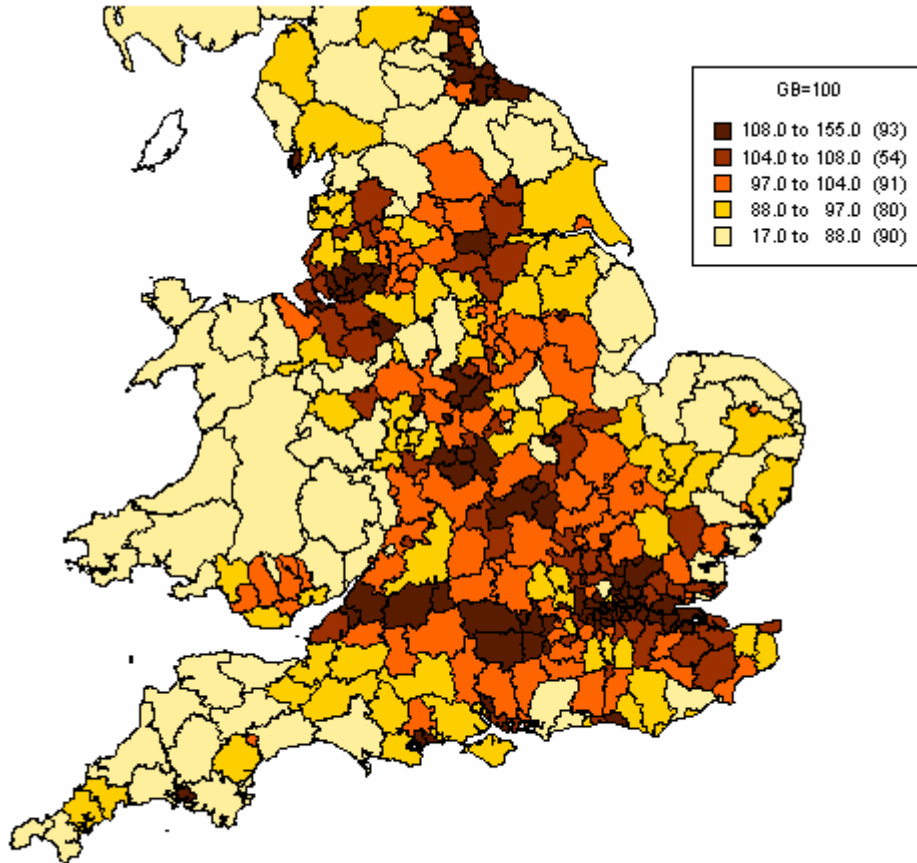 GB=100
108.0 to 155.0 (93)
104.0 to 108.0 (54)
97.0 to 104.0 (91)
88.0 to 97.0 (80)
17.0 to 88.0 (90)